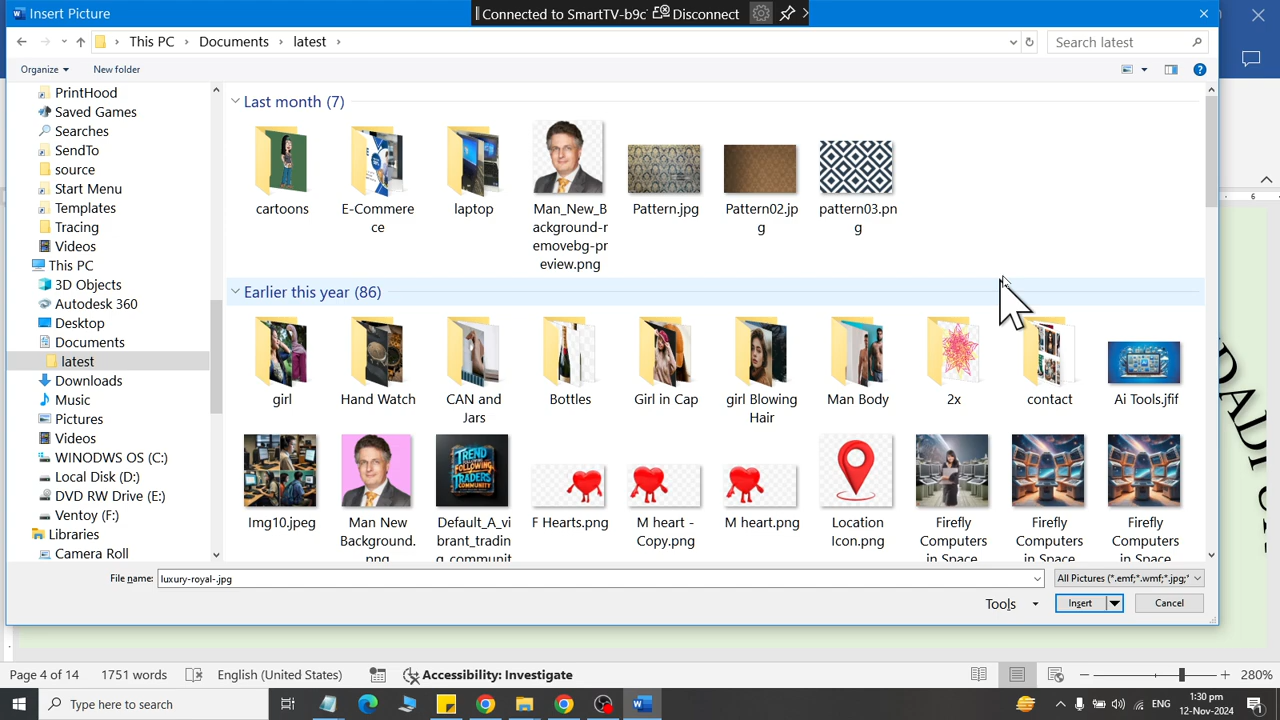 Insert Picture
Connected to SmartTV-b9c Disconnect
This PC > Documents > latest >
Search latest
Organize
New folder
PrintHood
Saved Games
Searches
SendTo
source
Start Menu
Templates
Tracing
Videos
This PC
3D Objects
Autodesk 360
Desktop
Documents
latest
Downloads
Music
Pictures
Videos
WINDOWS OS (C:)
Local Disk (D:)
DVD RW Drive (E:)
Ventoy (F:)
Libraries
Camera Roll
Last month (7)
cartoons
E-Commerce
Man_New_Background-removebg-preview.png
laptop
Pattern.jpg
Pattern02.jpg
pattern03.png
Earlier this year (86)
girl
Hand Watch
CAN and Jars
Bottles
Girl in Cap
girl Blowing Hair
Man Body
2x
contact
Ai Tools.jfif
TREND FOLLOWING TRADERS COMMUNITY
Img10.jpeg
Man New Background.png
Default_A_vibrant_trading_communit
F Hearts.png
M heart - Copy.png
M heart.png
Location Icon.png
Firefly Computers in Space
Firefly Computers in Space
Firefly Computers in Space
File name: luxury-royal-.jpg
All Pictures (*.emf;*.wmf;*.jpg;*
Tools
Insert
Cancel
6
Page 4 of 14
1751 words
English (United States)
Accessibility: Investigate
280%
Type here to search
ENG
1:30 pm
12-Nov-2024
1